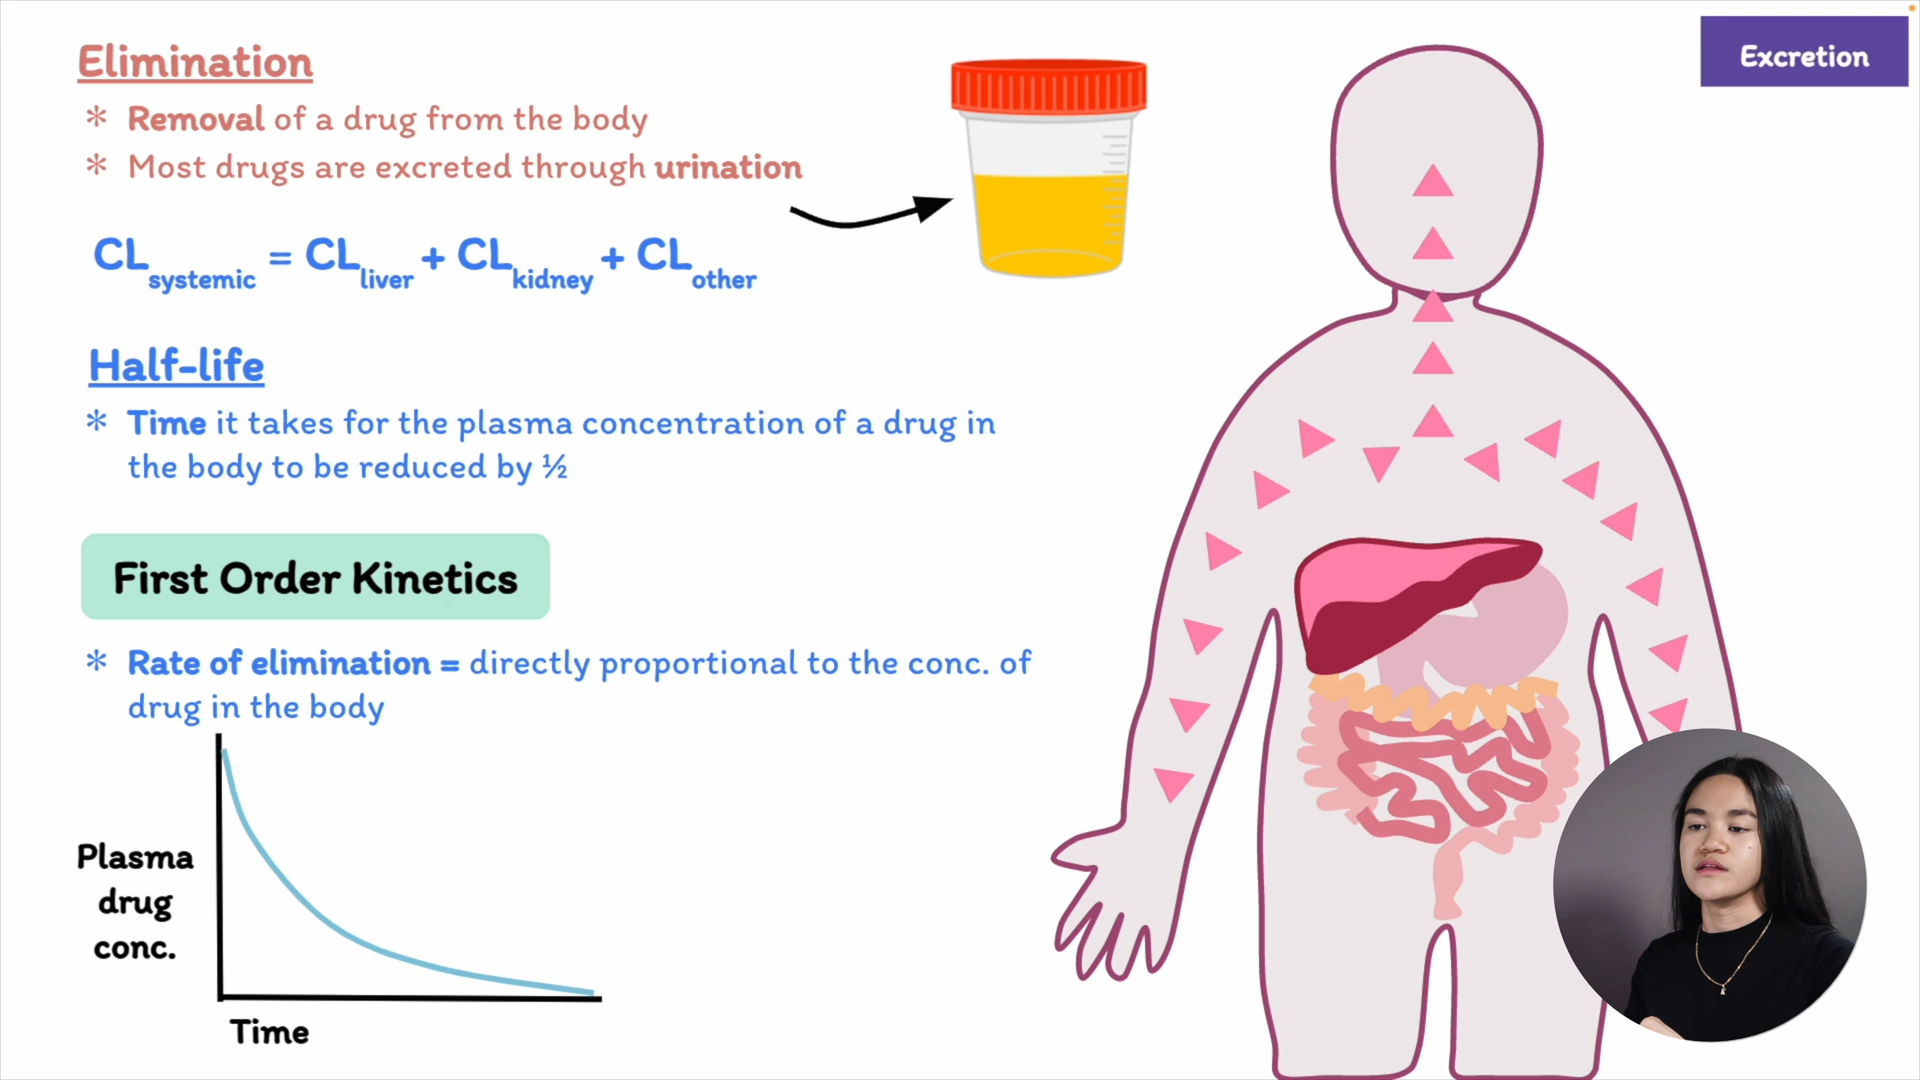 Excretion
Elimination
* Removal of a drug from the body
* Most drugs are excreted through urination
CLsystemic = CLliver + CLkidney + CLother
Half-life
* Time it takes for the plasma concentration of a drug in
the body to be reduced by ½
First Order Kinetics
* Rate of elimination = directly proportional to the conc. of
drug in the body
Plasma
drug
conc.
Time